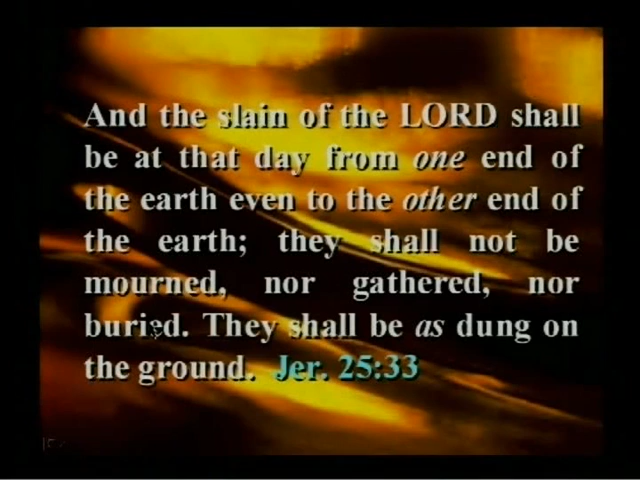 And the slain of the LORD shall
be at that day from one end of
the earth even to the other end of
the earth; they shall not be
mourned, nor gathered, nor
buried. They shall be as dung on
the ground. Jer. 25:33